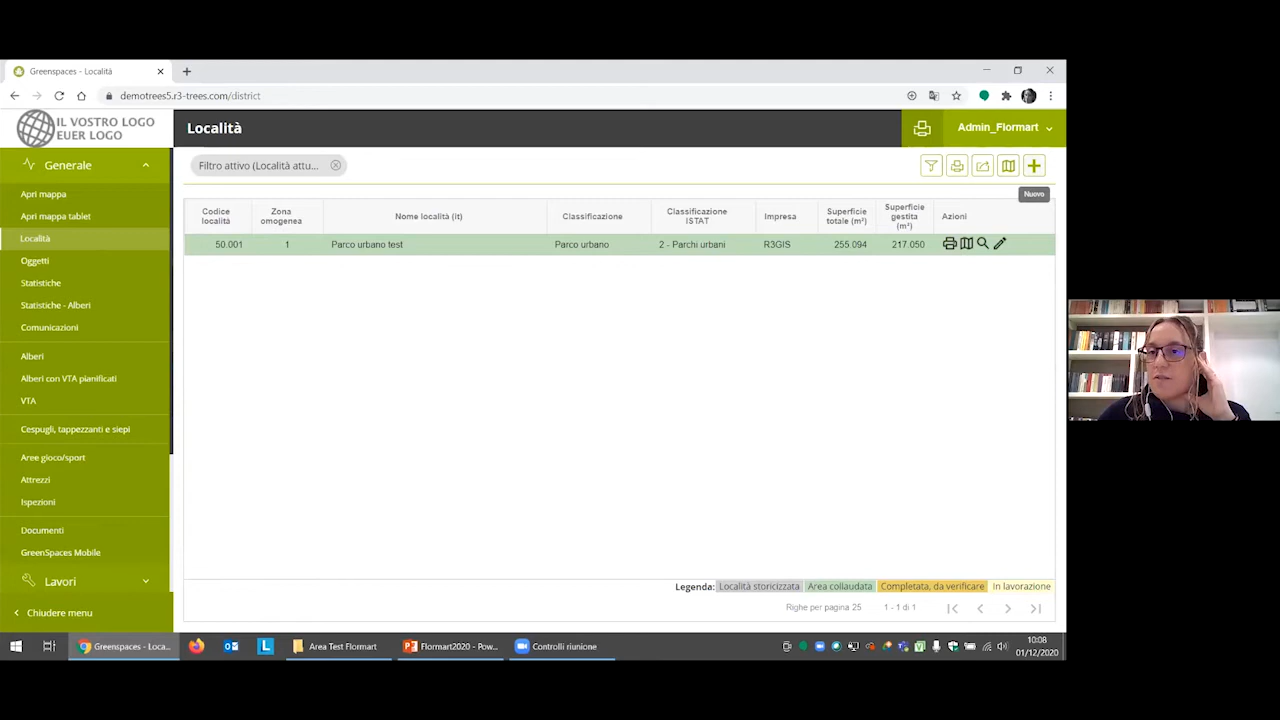 Greenspaces - Località
demotrees5.r3-trees.com/district
IL VOSTRO LOGO
EUER LOGO
Località
Admin_Flormart
Generale
Apri mappa
Apri mappa tablet
Località
Oggetti
Statistiche
Statistiche - Alberi
Comunicazioni
Alberi
Alberi con VTA pianificati
VTA
Cespugli, tappezzanti e siepi
Aree gioco/sport
Attrezzi
Ispezioni
Documenti
GreenSpaces Mobile
Lavori
Chiudere menu
Filtro attivo (Località attu...
Nuovo
Codice località
Zona omogenea
Nome località (it)
Classificazione
Classificazione ISTAT
Impresa
Superficie totale (m²)
Superficie gestita (m²)
Azioni
50.001 1 Parco urbano test Parco urbano 2 - Parchi urbani R3GIS 255 094 217.050
Legenda: Località storicizzata Area collaudata Completata, da verificare In lavorazione
Righe per pagina 25 1 - 1 di 1
Greenspaces - Loca...
L
Area Test Flormart
Flormart2020 - Pow...
Controlli riunione
10:08
01/12/2020